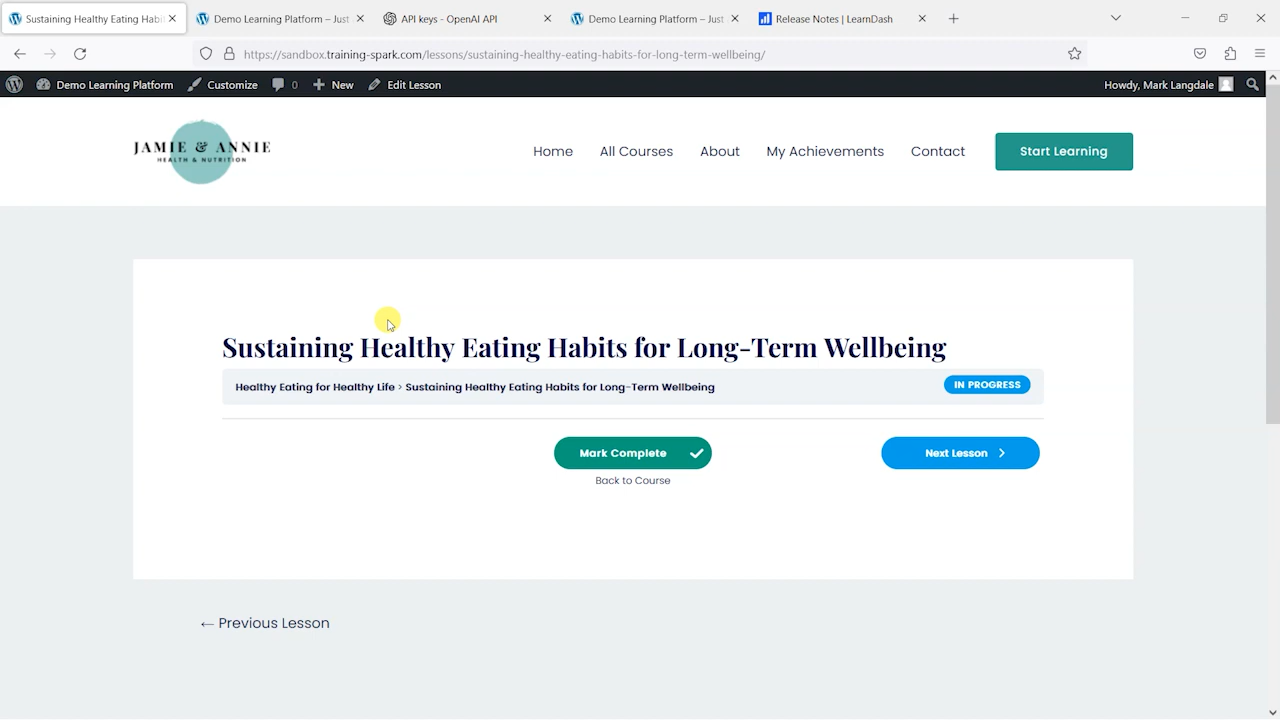 Sustaining Healthy Eating Habi
Demo Learning Platform – Just
API keys - OpenAI API
Demo Learning Platform – Just
Release Notes | LearnDash
https://sandbox.training-spark.com/lessons/sustaining-healthy-eating-habits-for-long-term-wellbeing/
Demo Learning Platform
Customize
0
New
Edit Lesson
Howdy, Mark Langdale
JAMIE & ANNIE
HEALTH & NUTRITION
Home
All Courses
About
My Achievements
Contact
Start Learning
Sustaining Healthy Eating Habits for Long-Term Wellbeing
Healthy Eating for Healthy Life > Sustaining Healthy Eating Habits for Long-Term Wellbeing
IN PROGRESS
Mark Complete
Next Lesson
Back to Course
← Previous Lesson